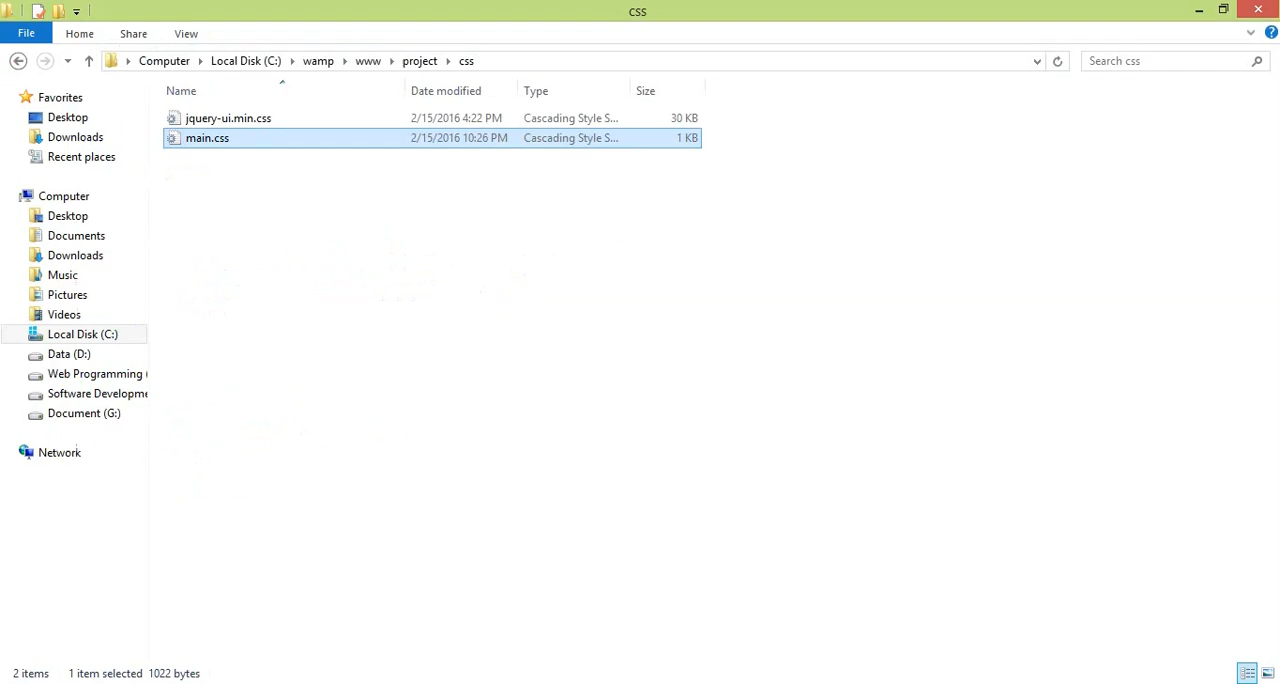 css
File Home Share View
Computer Local Disk (C:) wamp www project css
Search css
Name Date modified Type Size
jquery-ui.min.css 2/15/2016 4:22 PM Cascading Style S... 30 KB
main.css 2/15/2016 10:26 PM Cascading Style S... 1 KB
Favorites
Desktop
Downloads
Recent places
Computer
Desktop
Documents
Downloads
Music
Pictures
Videos
Local Disk (C:)
Data (D:)
Web Programming (
Software Developme
Document (G:)
Network
2 items 1 item selected 1022 bytes